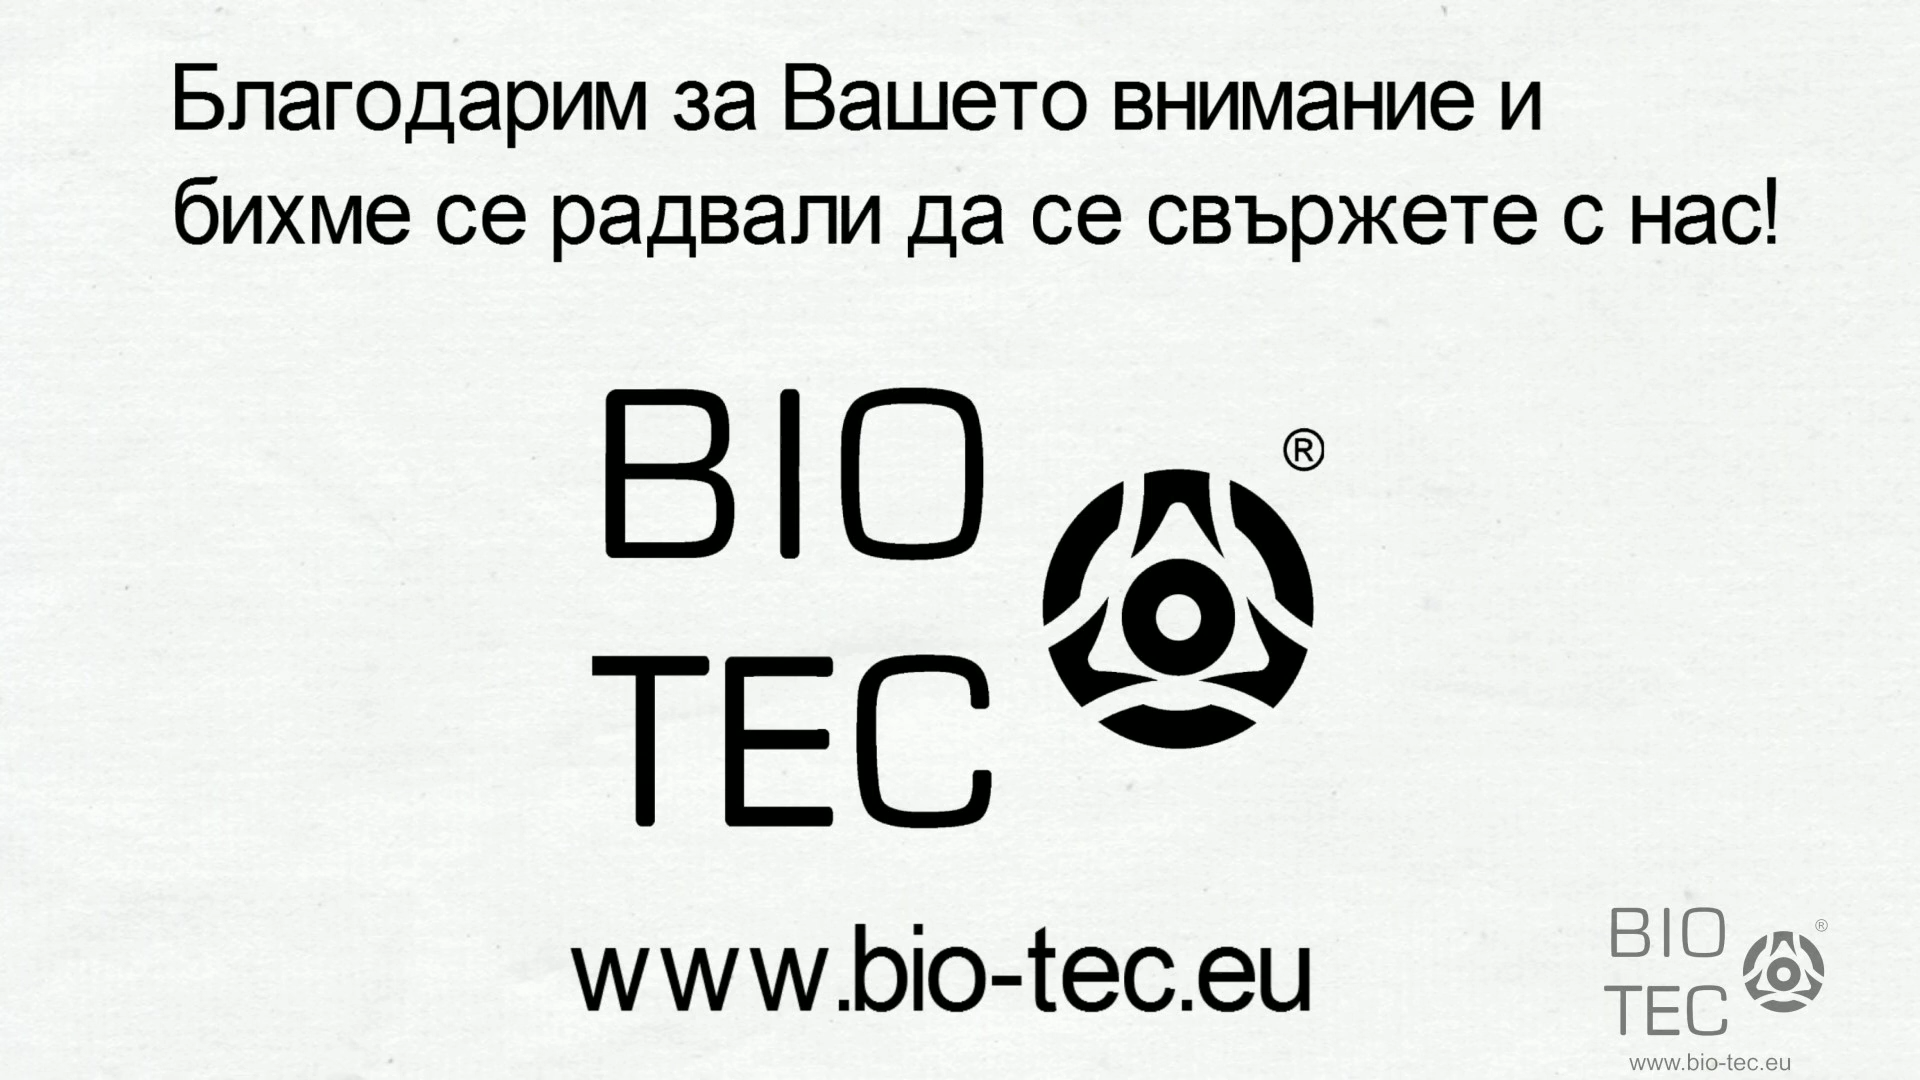 Благодарим за Вашето внимание и
бихме се радвали да се свържете с нас!
BIO
®
TEC
www.bio-tec.eu
BIO
®
TEC
www.bio-tec.eu